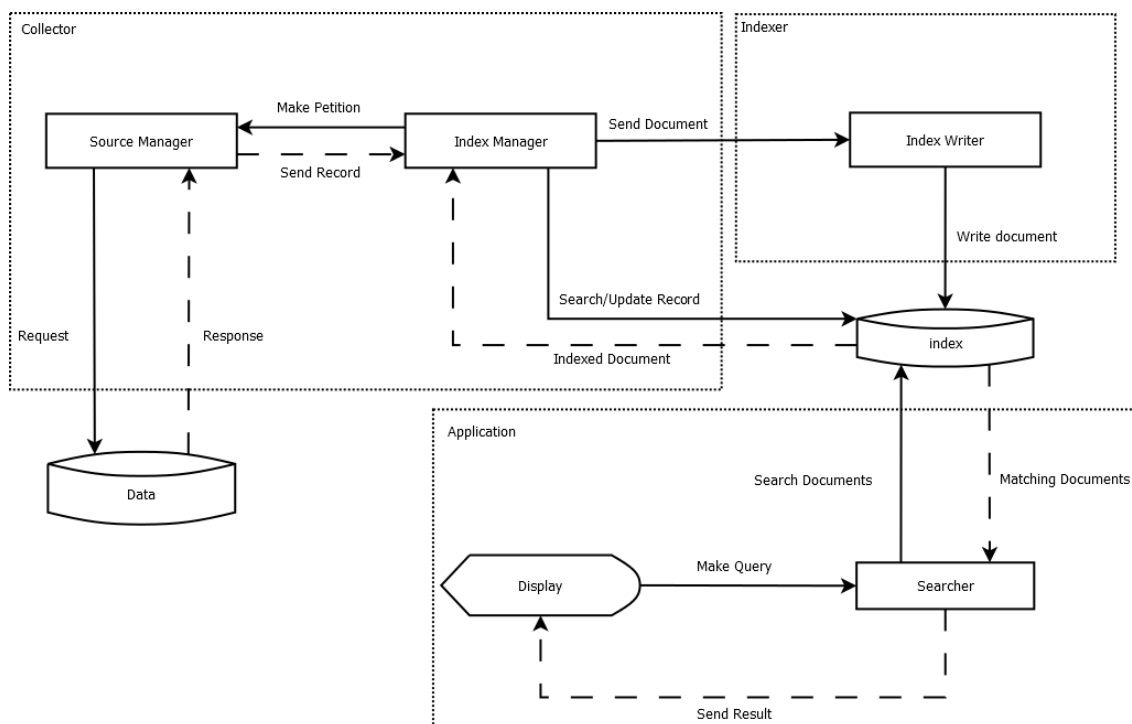 Collector
Indexer
Make Petition
Source Manager
Index Manager
Send Document
Index Writer
Send Record
Write document
Search/Update Record
Request
Response
index
Indexed Document
Application
Data
Search Documents
Matching Documents
Make Query
Display
Searcher
Send Result